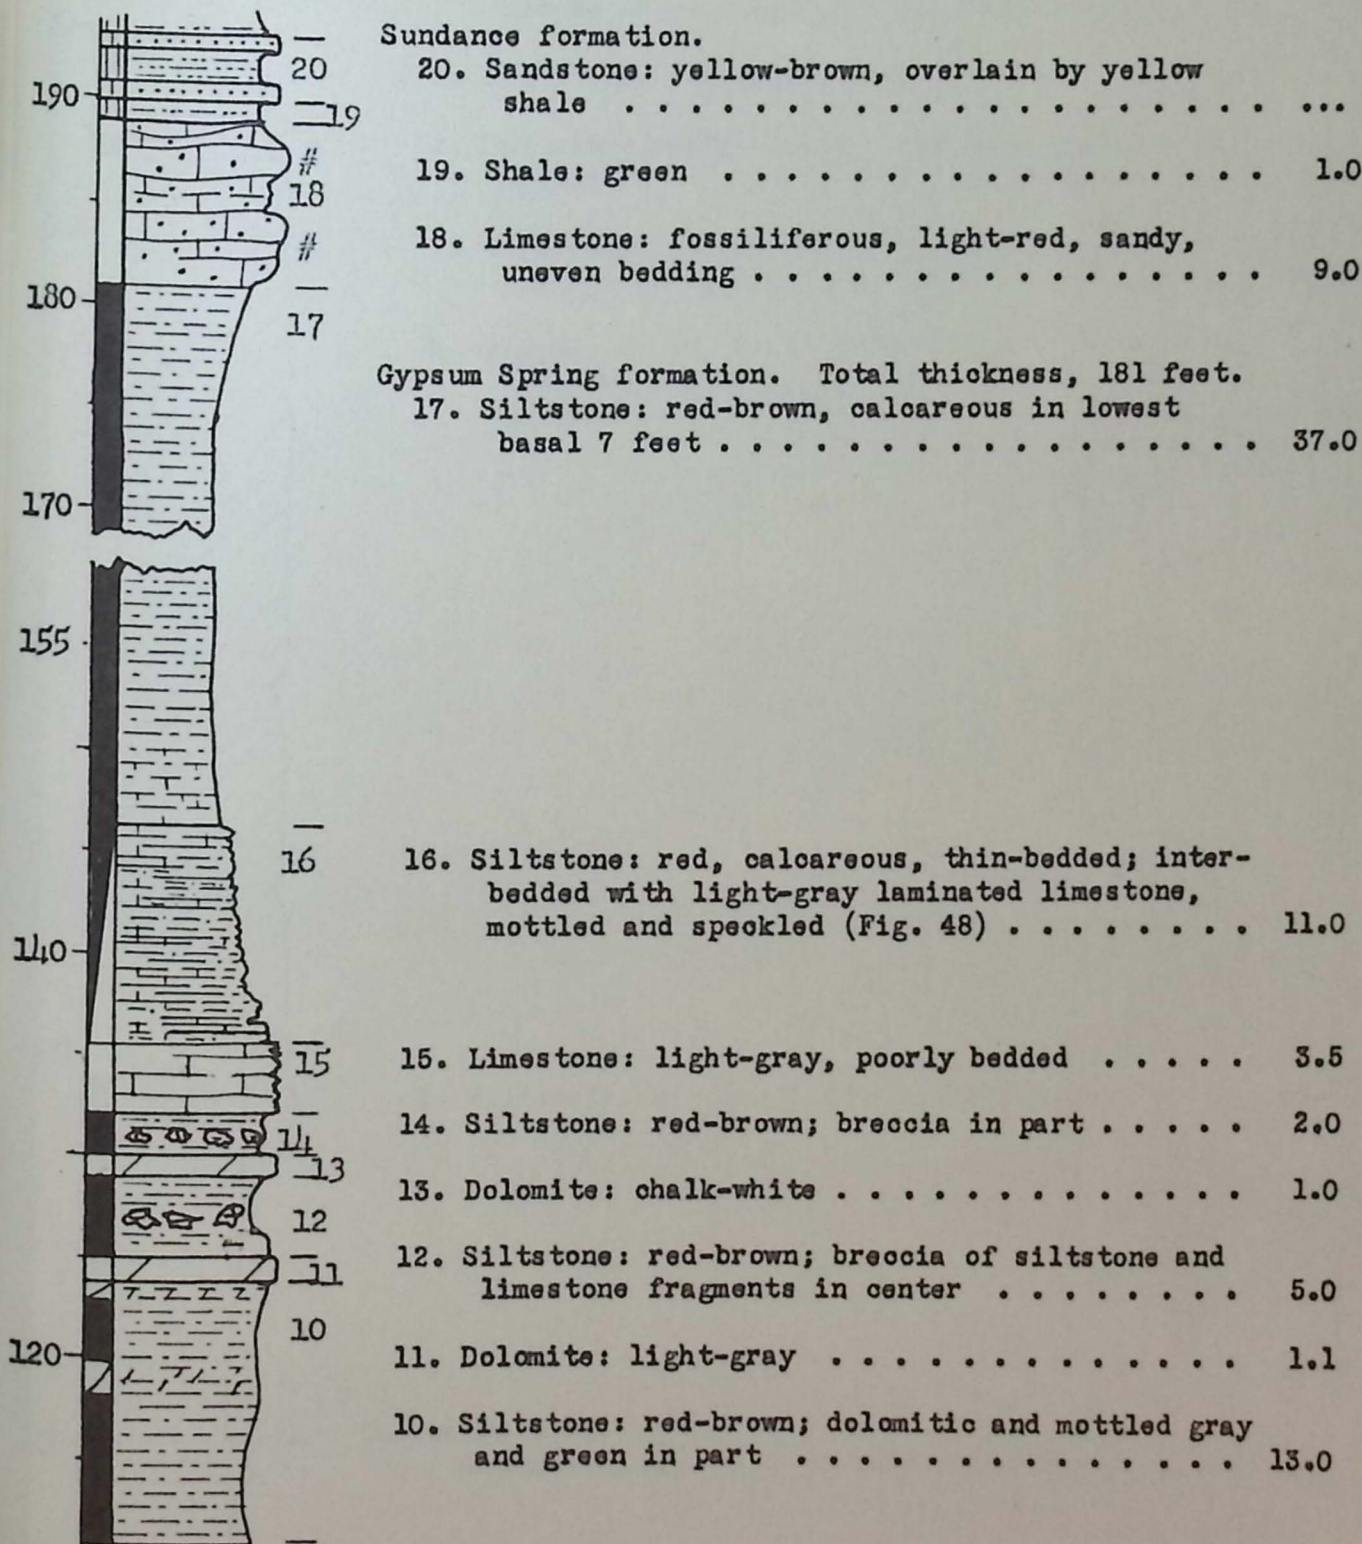 Sundance formation.
20. Sandstone: yellow-brown, overlain by yellow
shale . . . . . . . . . . . . . . . . . . . . ...
19. Shale: green . . . . . . . . . . . . . . . . . 1.0
18. Limestone: fossiliferous, light-red, sandy,
uneven bedding . . . . . . . . . . . . . . . . 9.0
Gypsum Spring formation. Total thickness, 181 feet.
17. Siltstone: red-brown, calcareous in lowest
basal 7 feet . . . . . . . . . . . . . . . . . 37.0
16. Siltstone: red, calcareous, thin-bedded; inter-
bedded with light-gray laminated limestone,
mottled and speckled (Fig. 48) . . . . . . . . 11.0
15. Limestone: light-gray, poorly bedded . . . . . 3.5
14. Siltstone: red-brown; breccia in part . . . . . 2.0
13. Dolomite: chalk-white . . . . . . . . . . . . . 1.0
12. Siltstone: red-brown; breccia of siltstone and
limestone fragments in center . . . . . . . . 5.0
11. Dolomite: light-gray . . . . . . . . . . . . . 1.1
10. Siltstone: red-brown; dolomitic and mottled gray
and green in part . . . . . . . . . . . . . . 13.0
20
190
19
#
18
#
180
17
170
155
16
140
15
14
13
12
11
10
120